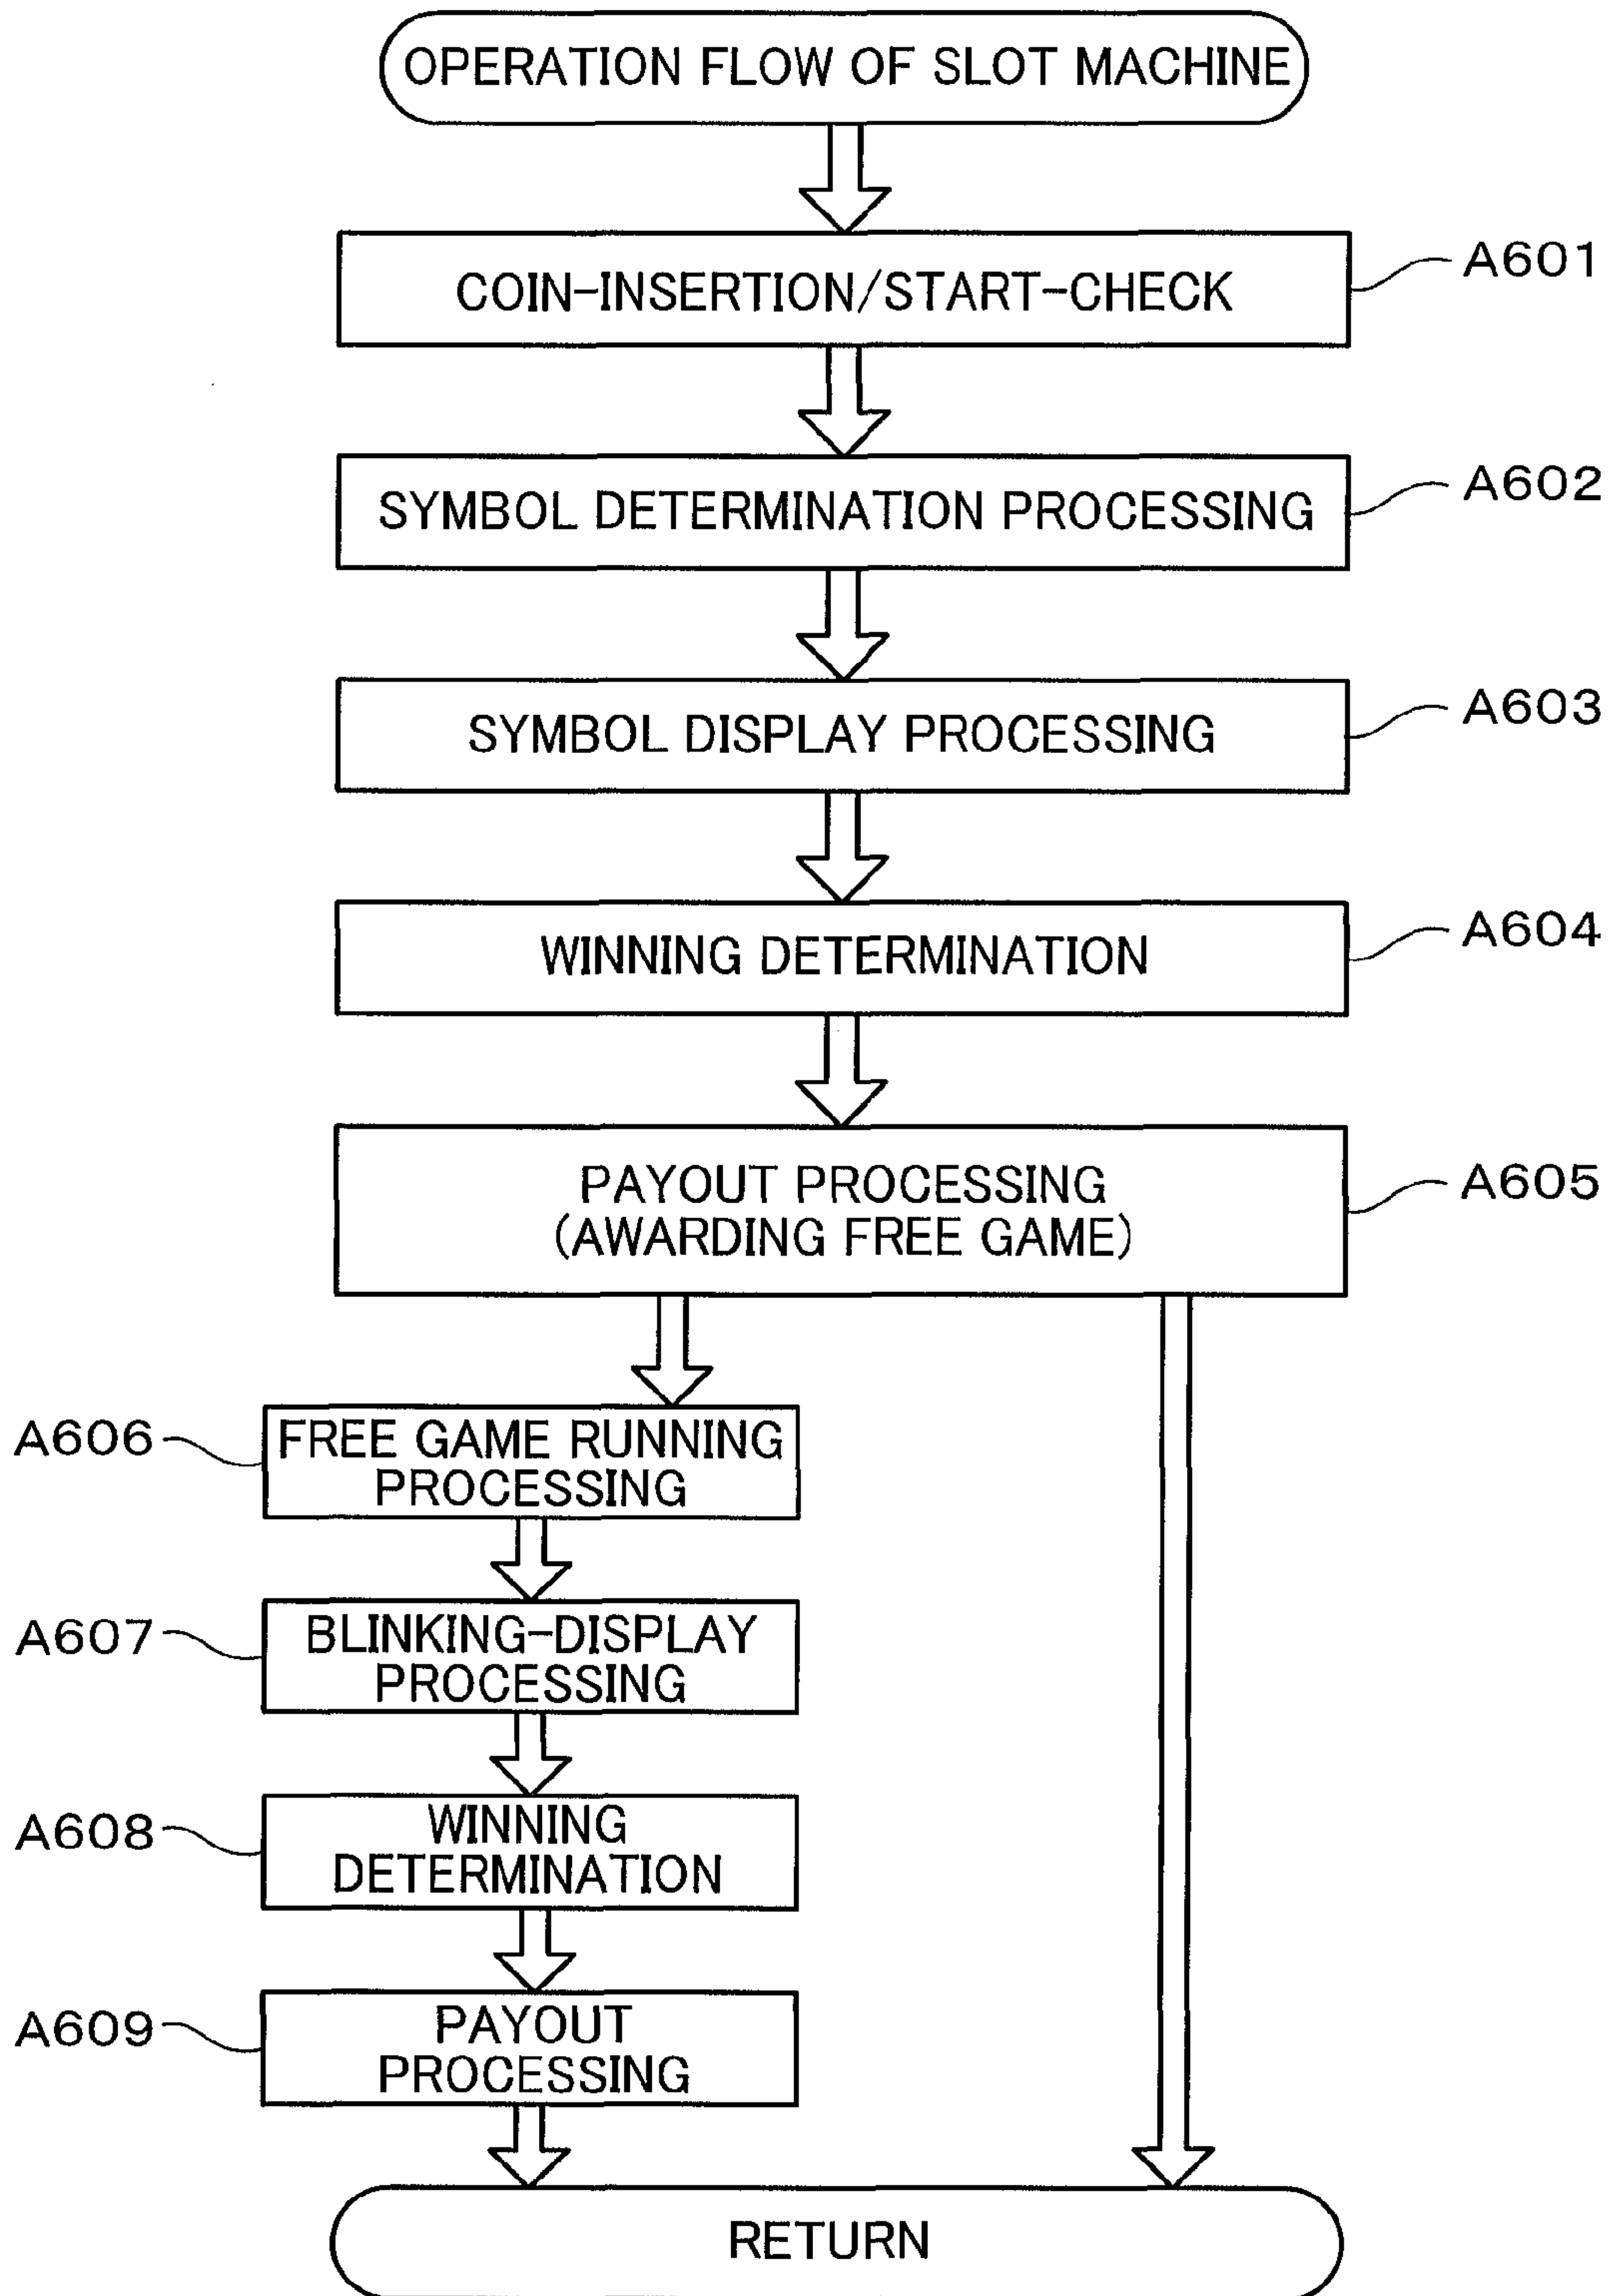 OPERATION FLOW OF SLOT MACHINE
COIN-INSERTION/START-CHECK
A601
SYMBOL DETERMINATION PROCESSING
A602
SYMBOL DISPLAY PROCESSING
A603
WINNING DETERMINATION
A604
PAYOUT PROCESSING
(AWARDING FREE GAME)
A605
A606
FREE GAME RUNNING
PROCESSING
A607
BLINKING-DISPLAY
PROCESSING
A608
WINNING
DETERMINATION
A609
PAYOUT
PROCESSING
RETURN